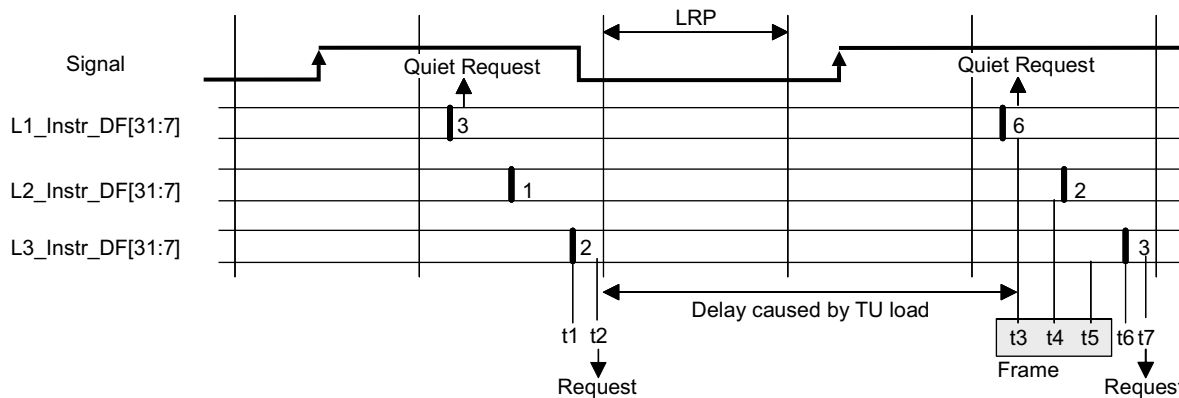 LRP
Signal
Quiet Request
Quiet Request
L1_Instr_DF[31:7]
3
6
L2_Instr_DF[31:7]
1
2
L3_Instr_DF[31:7]
2
3
Delay caused by TU load
t1 t2 t3 t4 t5 t6 t7
Frame
Request
Request